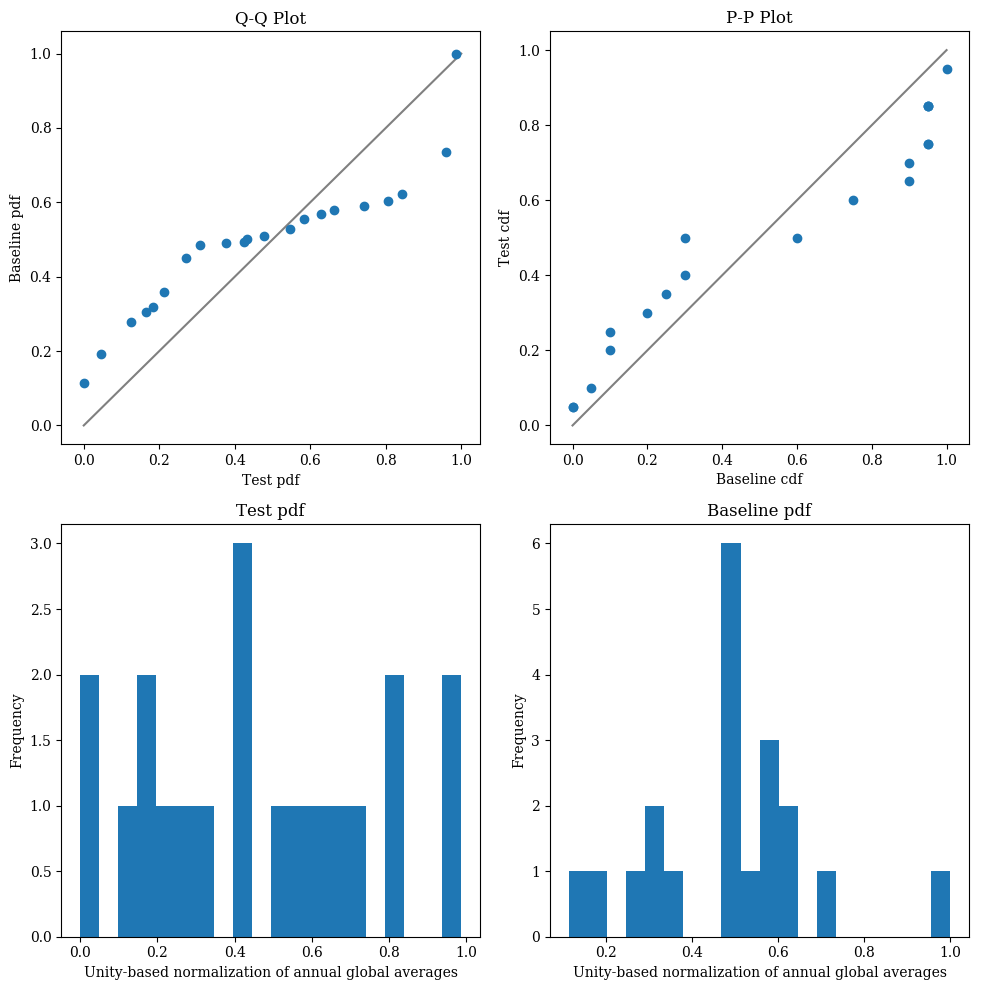 Q-Q Plot
1.0
0.8
0.6
0.4
0.2
0.0
Baseline pdf
0.0 0.2 0.4 0.6 0.8 1.0
Test pdf
P-P Plot
1.0
0.8
0.6
0.4
0.2
0.0
Test cdf
0.0 0.2 0.4 0.6 0.8 1.0
Baseline cdf
Test pdf
3.0
2.5
2.0
1.5
1.0
0.5
0.0
Frequency
0.0 0.2 0.4 0.6 0.8 1.0
Unity-based normalization of annual global averages
Baseline pdf
6
5
4
3
2
1
0
Frequency
0.2 0.4 0.6 0.8 1.0
Unity-based normalization of annual global averages